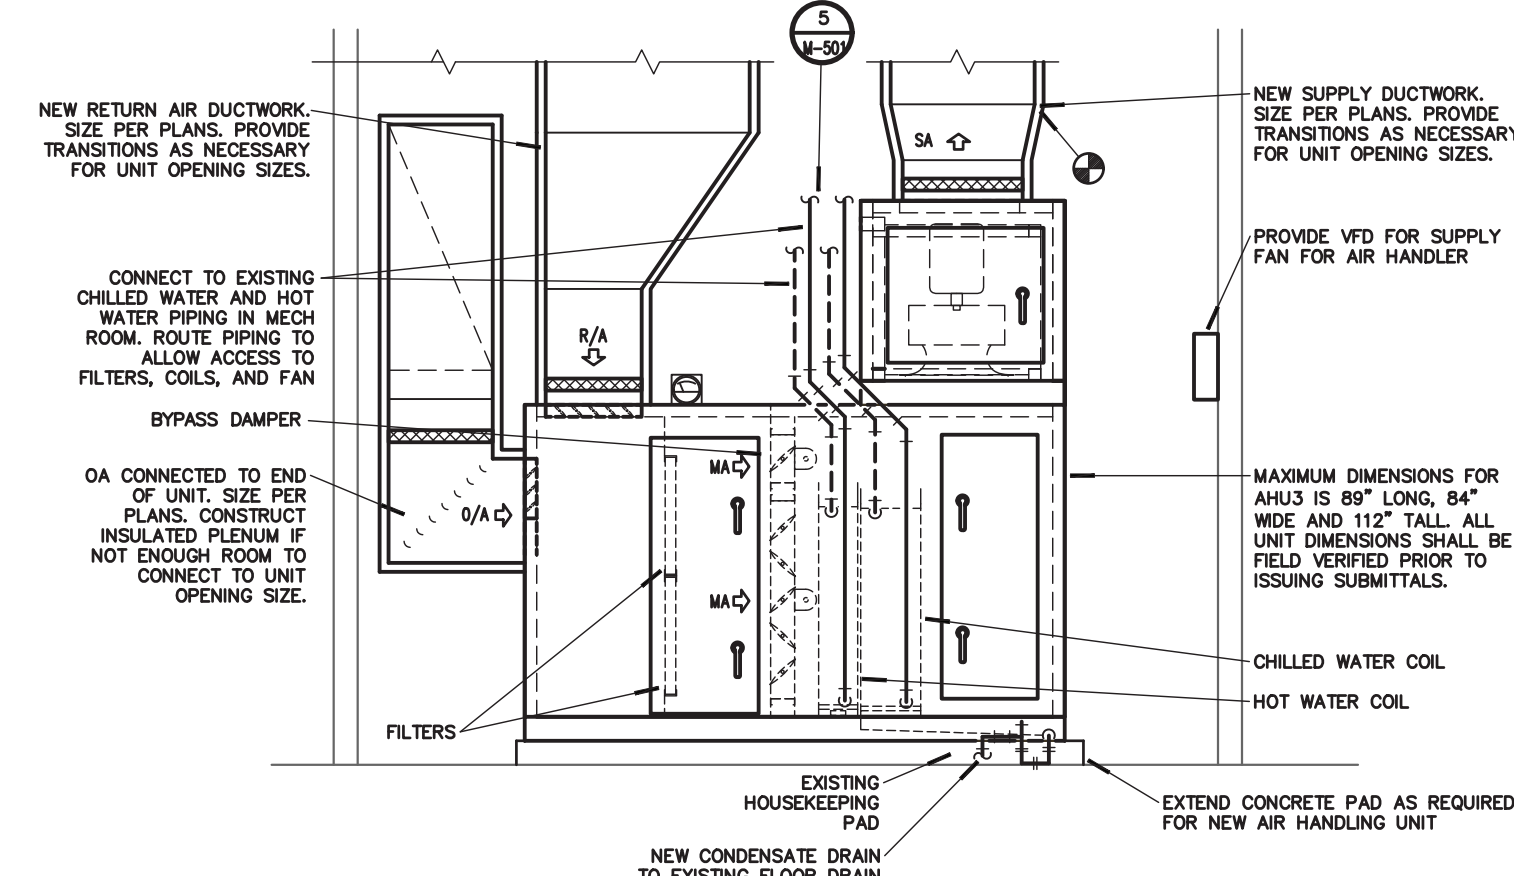 5
M-501
NEW RETURN AIR DUCTWORK.
SIZE PER PLANS. PROVIDE
TRANSITIONS AS NECESSARY
FOR UNIT OPENING SIZES.
NEW SUPPLY DUCTWORK.
SIZE PER PLANS. PROVIDE
TRANSITIONS AS NECESSARY
FOR UNIT OPENING SIZES.
SA
PROVIDE VFD FOR SUPPLY
FAN FOR AIR HANDLER
CONNECT TO EXISTING
CHILLED WATER AND HOT
WATER PIPING IN MECH
ROOM. ROUTE PIPING TO
ALLOW ACCESS TO
FILTERS, COILS, AND FAN
R/A
BYPASS DAMPER
OA CONNECTED TO END
OF UNIT. SIZE PER
PLANS. CONSTRUCT
INSULATED PLENUM IF
NOT ENOUGH ROOM TO
CONNECT TO UNIT
OPENING SIZE.
O/A
MA
MA
MAXIMUM DIMENSIONS FOR
AHU3 IS 89" LONG, 84"
WIDE AND 112" TALL. ALL
UNIT DIMENSIONS SHALL BE
FIELD VERIFIED PRIOR TO
ISSUING SUBMITTALS.
CHILLED WATER COIL
HOT WATER COIL
FILTERS
EXISTING
HOUSEKEEPING
PAD
EXTEND CONCRETE PAD AS REQUIRED
FOR NEW AIR HANDLING UNIT
NEW CONDENSATE DRAIN
TO EXISTING FLOOR DRAIN